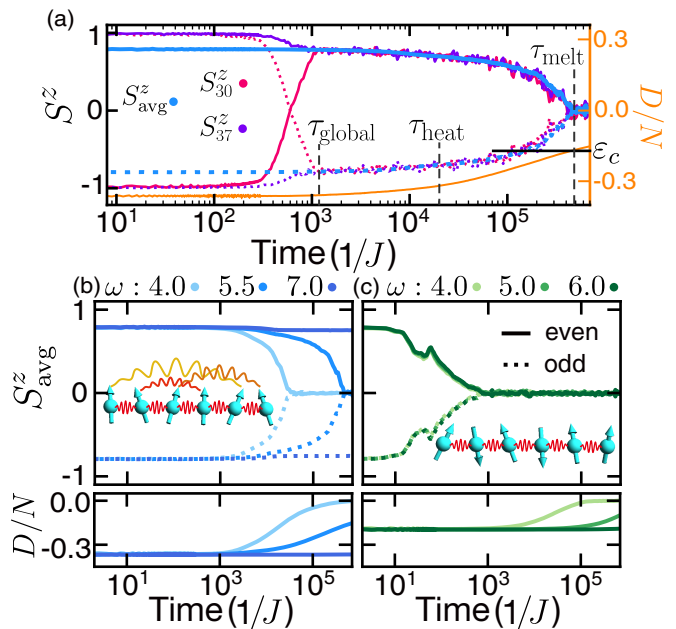 (a)
S^z
1
0
-1
S^z_avg
S^z_30
S^z_37
τ_global
τ_heat
τ_melt
ε_c
0.3
0.0
-0.3
D/N
10^1 10^2 10^3 10^4 10^5
Time (1/J)
(b) ω : 4.0 5.5 7.0
(c) ω : 4.0 5.0 6.0
S^z_avg
1
0
-1
even
odd
D/N
0.0
-0.3
10^1 10^3 10^5
10^1 10^3 10^5
Time (1/J)
Time (1/J)